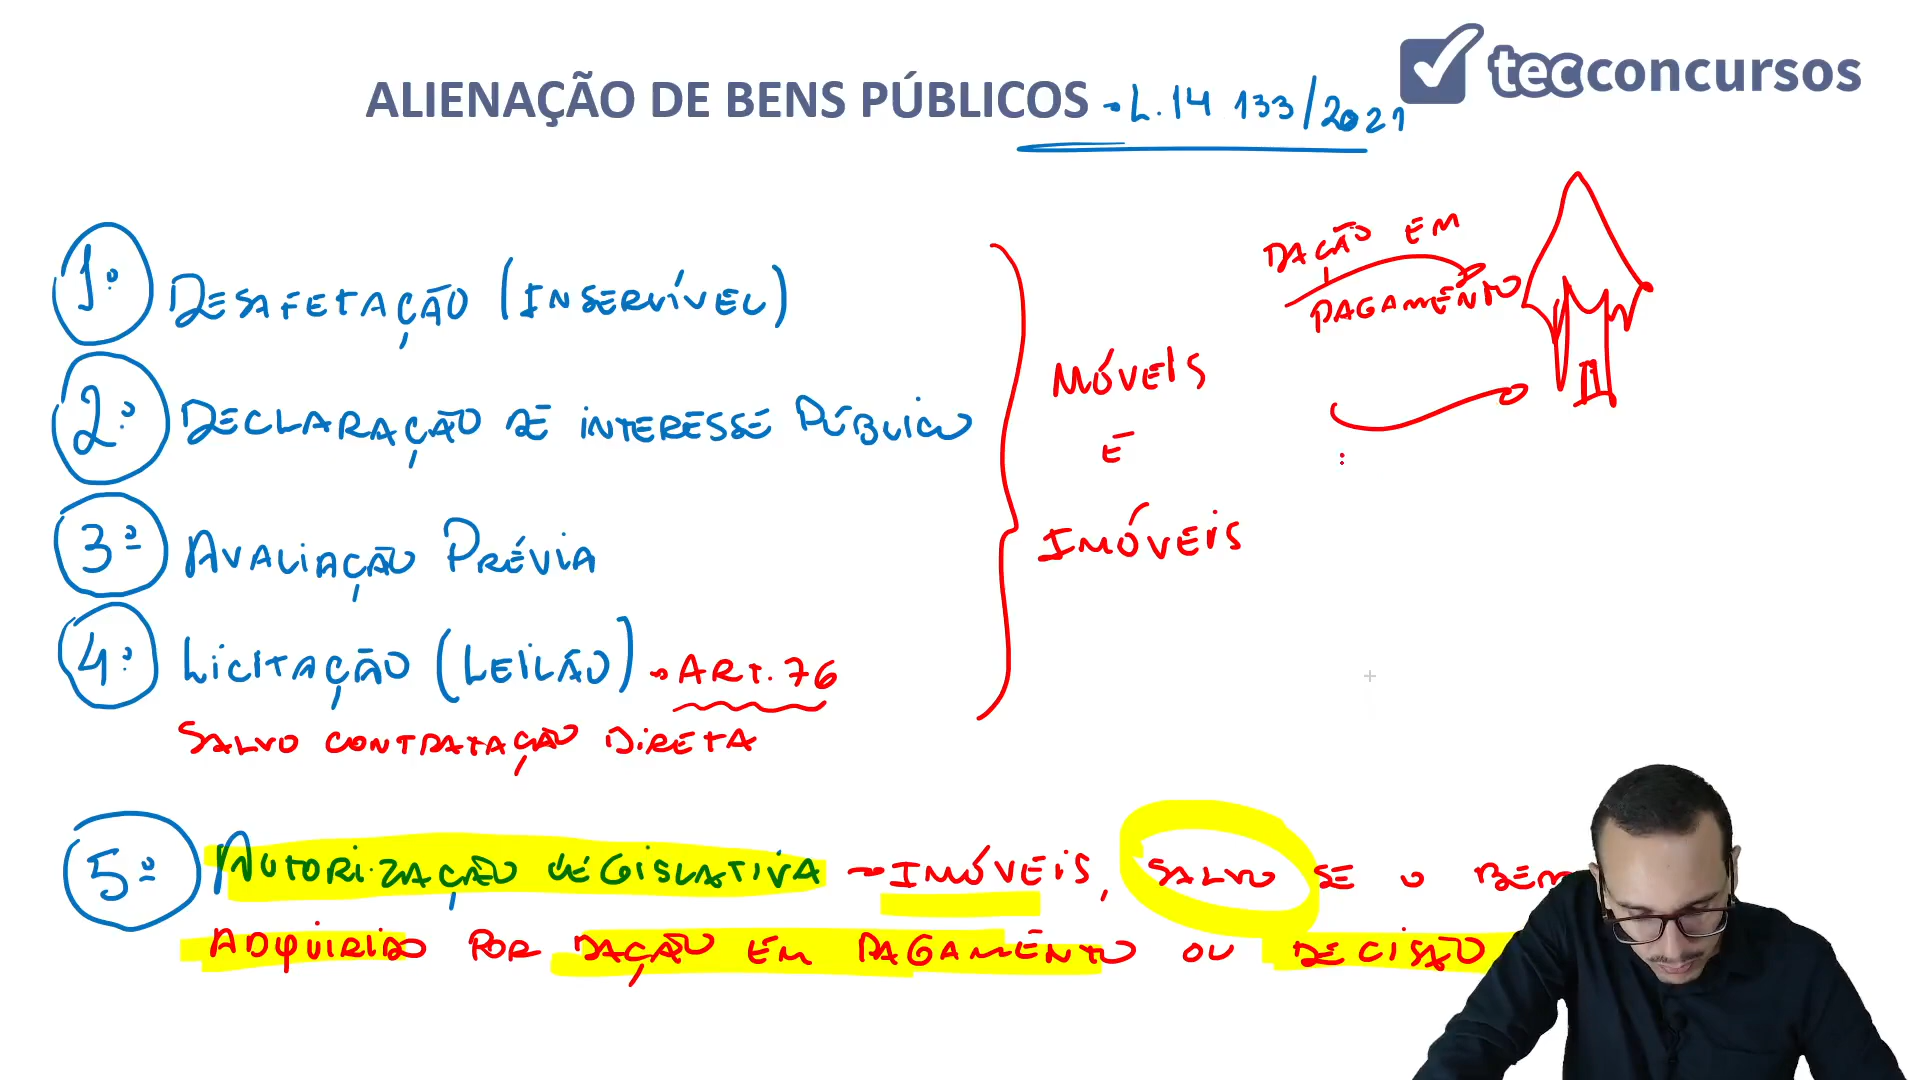 tecconcursos
ALIENAÇÃO DE BENS PÚBLICOS → L. 14 133/2021
1º DESAFETAÇÃO (INSERVÍVEL)
2º DECLARAÇÃO DE INTERESSE PÚBLICO
3º AVALIAÇÃO PRÉVIA
4º LICITAÇÃO (LEILÃO) → ART. 76
SALVO CONTRATAÇÃO DIRETA
MÓVEIS
E
IMÓVEIS
DAÇÃO EM
PAGAMENTO
5º AUTORIZAÇÃO LEGISLATIVA → IMÓVEIS, SALVO SE O BEM
ADQUIRIDO POR DAÇÃO EM PAGAMENTO OU DECISÃO